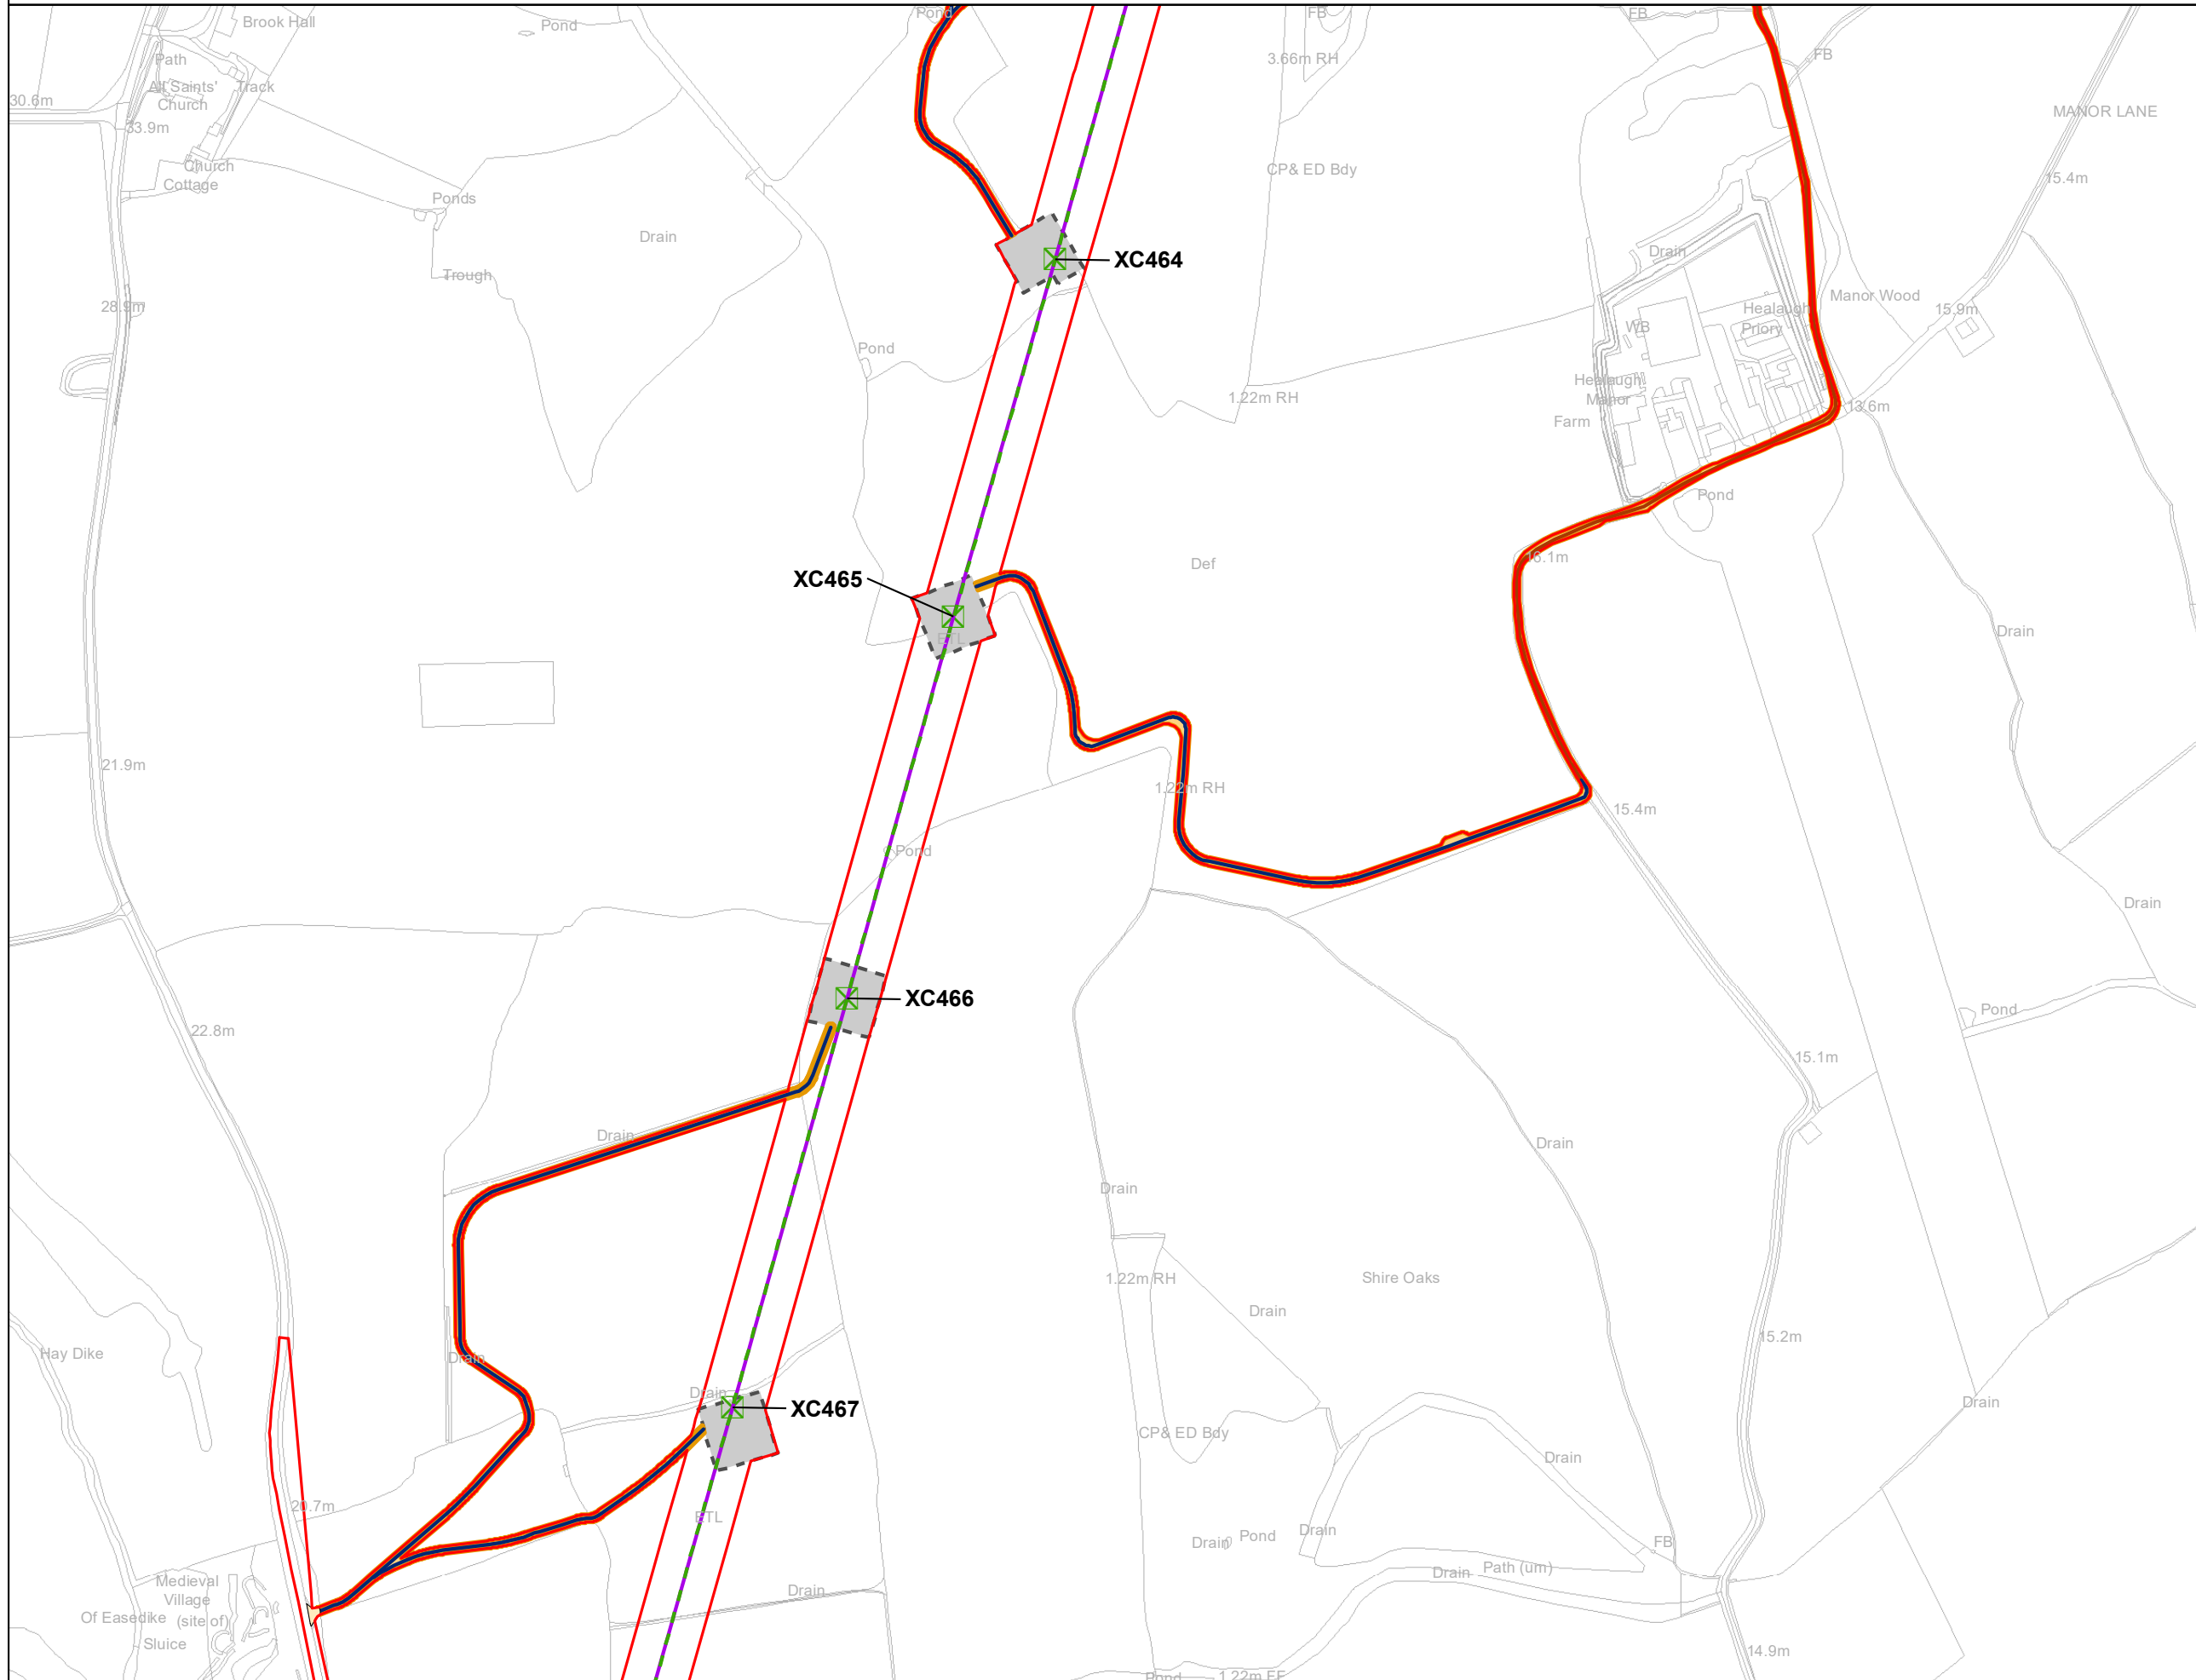 Brook Hall
Pond
Pond
FB
FB
Path
All Saints'
Church
Track
3.66m RH
FB
30.6m
33.9m
MANOR LANE
Church
Cottage
CP& ED Bdy
15.4m
Ponds
Drain
Drain
XC464
Trough
28.9m
Manor Wood
Healaugh
Priory
15.9m
WB
Pond
Healaugh
Manor
Farm
1.22m RH
13.6m
Pond
16.1m
Def
XC465
ETL
Drain
21.9m
1.22m RH
15.4m
Pond
Drain
XC466
Pond
22.8m
15.1m
Drain
Drain
Drain
1.22m RH
Shire Oaks
Drain
15.2m
Hay Dike
Drain
Drain
XC467
Drain
CP& ED Bdy
Drain
20.7m
ETL
Drain
Pond
Drain
FB
Drain
Path (um)
Medieval
Village
Of Easedike
(site of)
Drain
Sluice
14.9m
Pond
1.22m FF